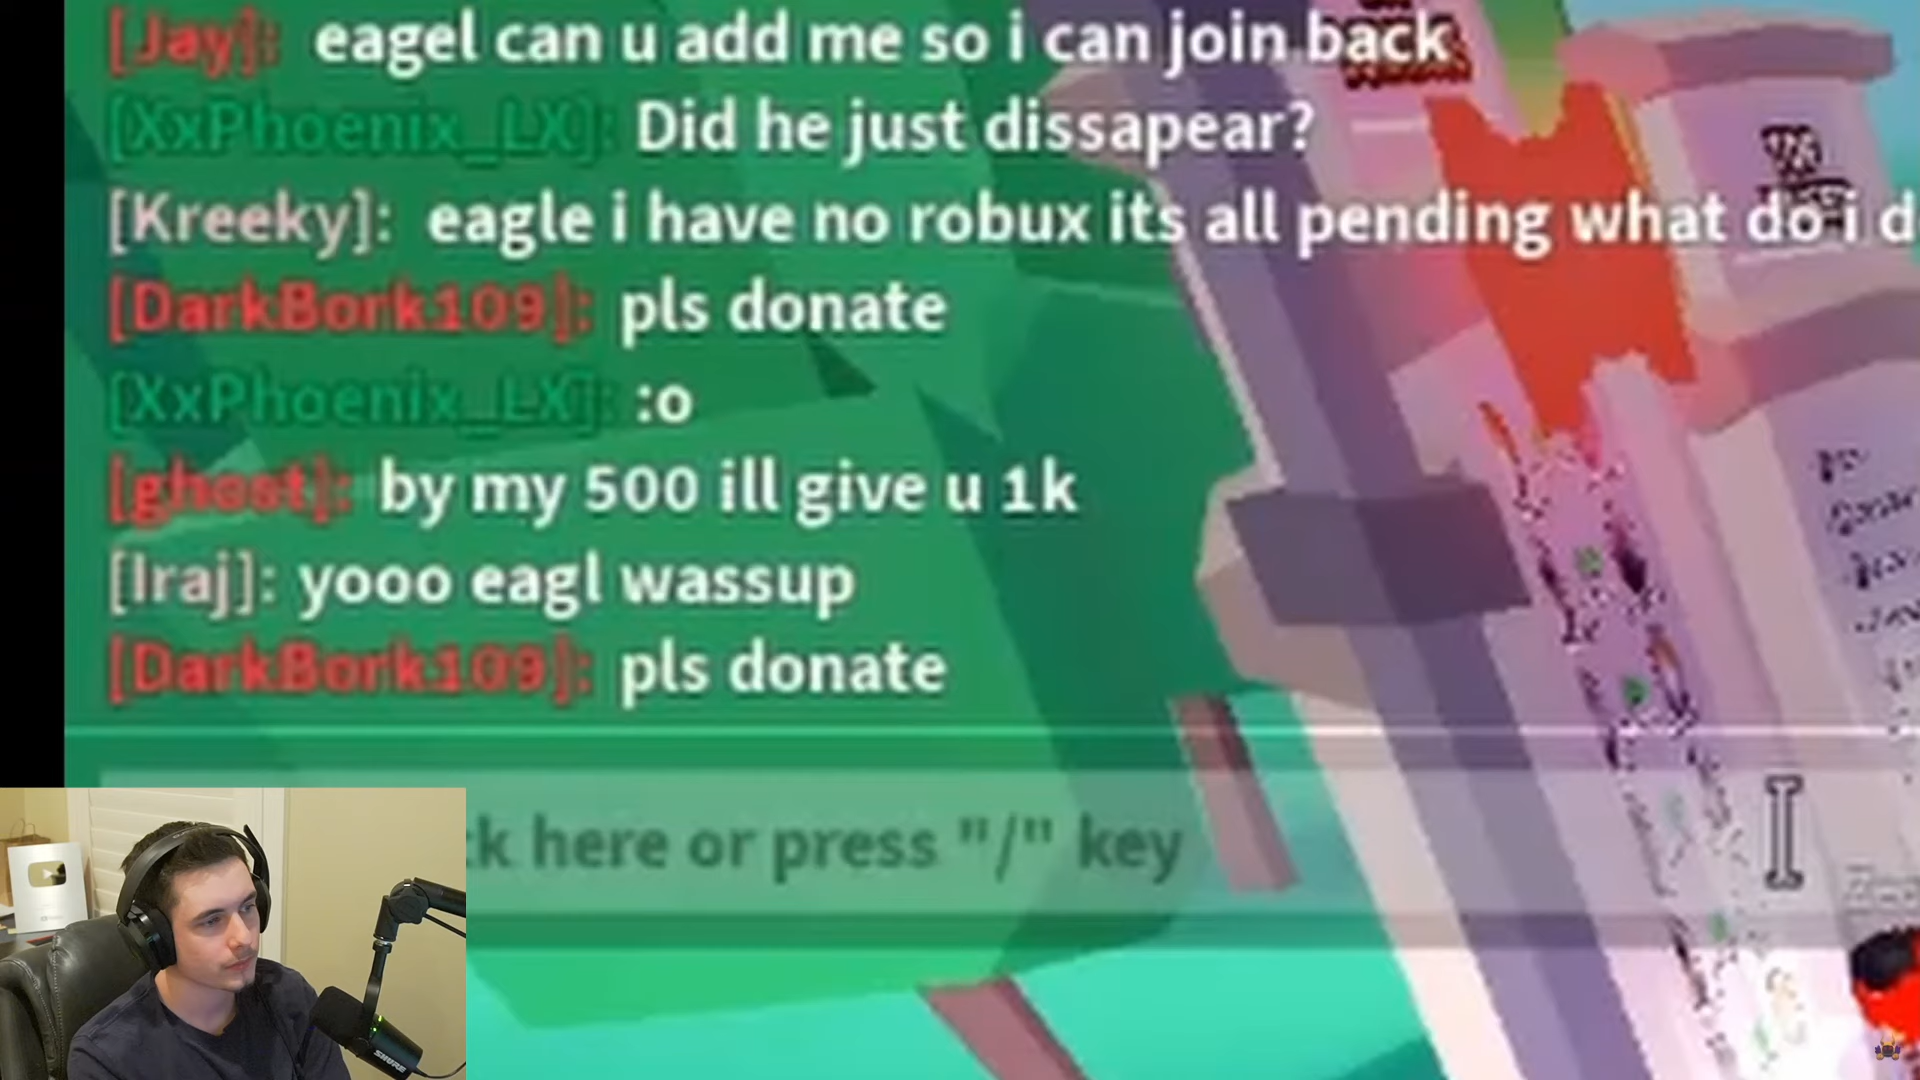 [Jay]: eagel can u add me so i can join back
[XxPhoenix_LX]: Did he just dissapear?
[Kreeky]: eagle i have no robux its all pending what do i d
[DarkBork109]: pls donate
[XxPhoenix_LX]: :o
[ghost]: by my 500 ill give u 1k
[Iraj]: yooo eagl wassup
[DarkBork109]: pls donate
ck here or press "/" key
SHURE